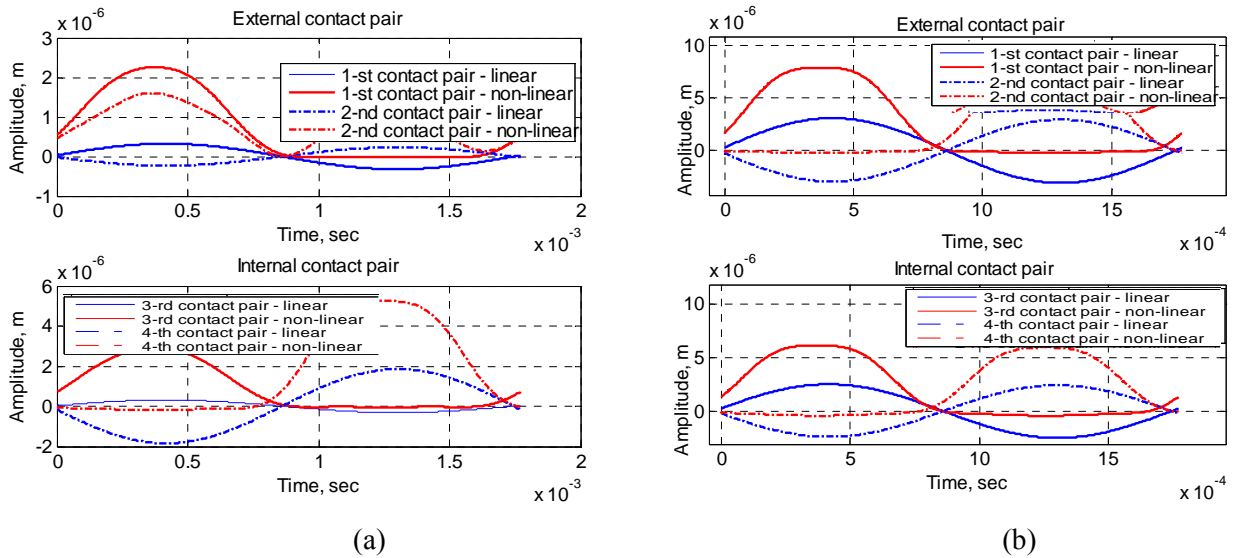 x 10⁻⁶
External contact pair
3
2
1
0
-1
Amplitude, m
1-st contact pair - linear
1-st contact pair - non-linear
2-nd contact pair - linear
2-nd contact pair - non-linear
0 0.5 1 1.5 2
Time, sec
x 10⁻³
x 10⁻⁶
Internal contact pair
6
4
2
0
-2
Amplitude, m
3-rd contact pair - linear
3-rd contact pair - non-linear
4-th contact pair - linear
4-th contact pair - non-linear
0 0.5 1 1.5 2
Time, sec
x 10⁻³
(a)
x 10⁻⁶
External contact pair
10
5
0
Amplitude, m
1-st contact pair - linear
1-st contact pair - non-linear
2-nd contact pair - linear
2-nd contact pair - non-linear
0 5 10 15
Time, sec
x 10⁻⁴
x 10⁻⁶
Internal contact pair
10
5
0
Amplitude, m
3-rd contact pair - linear
3-rd contact pair - non-linear
4-th contact pair - linear
4-th contact pair - non-linear
0 5 10 15
Time, sec
x 10⁻⁴
(b)